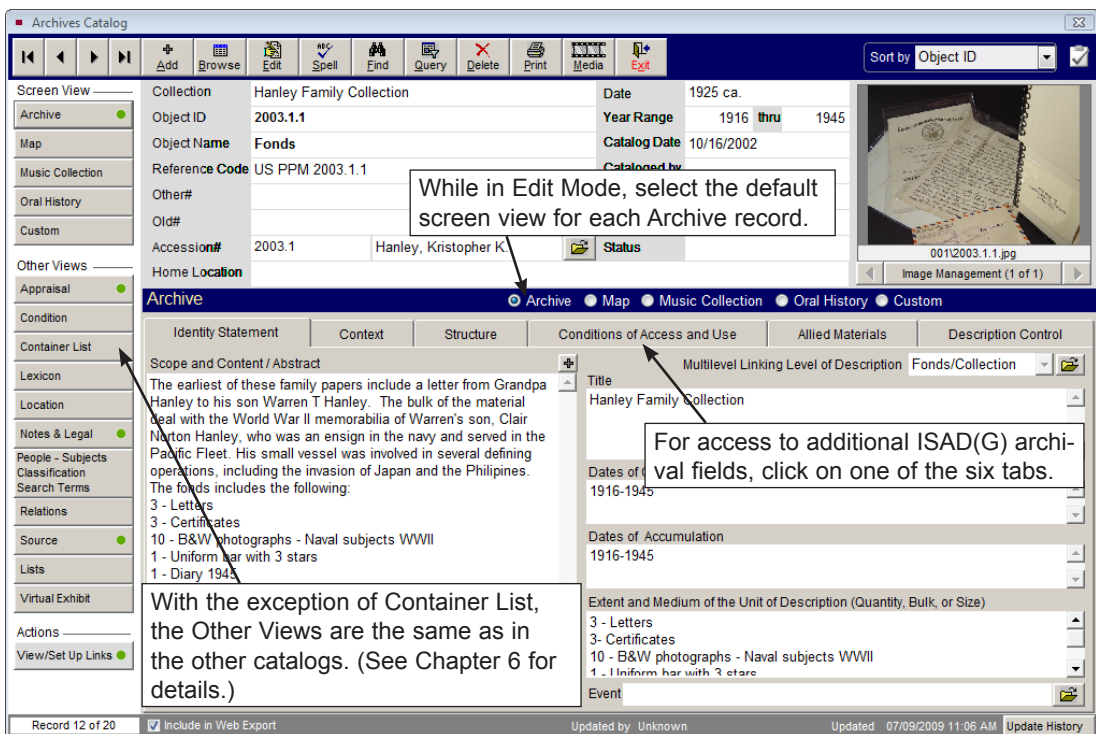 Archives Catalog
Add Browse Edit Spell Find Query Delete Print Media Exit
Sort by Object ID
Screen View
Archive
Map
Music Collection
Oral History
Custom
Other Views
Appraisal
Condition
Container List
Lexicon
Location
Notes & Legal
People - Subjects
Classification
Search Terms
Relations
Source
Lists
Virtual Exhibit
Actions
View/Set Up Links
Collection Hanley Family Collection
Object ID 2003.1.1
Object Name Fonds
Reference Code US PPM 2003.1.1
Other#
Old#
Accession# 2003.1 Hanley, Kristopher K.
Home Location
Date 1925 ca.
Year Range 1916 thru 1945
Catalog Date 10/16/2002
Cataloged by
Status
001\2003.1.1.jpg
Image Management (1 of 1)
While in Edit Mode, select the default
screen view for each Archive record.
Archive
Archive Map Music Collection Oral History Custom
Identity Statement Context Structure Conditions of Access and Use Allied Materials Description Control
Scope and Content / Abstract
The earliest of these family papers include a letter from Grandpa
Hanley to his son Warren T Hanley. The bulk of the material
deal with the World War II memorabilia of Warren's son, Clair
Norton Hanley, who was an ensign in the navy and served in the
Pacific Fleet. His small vessel was involved in several defining
operations, including the invasion of Japan and the Philipines.
The fonds includes the following:
3 - Letters
3 - Certificates
10 - B&W photographs - Naval subjects WWII
1 - Uniform bar with 3 stars
1 - Diary 1945
With the exception of Container List,
the Other Views are the same as in
the other catalogs. (See Chapter 6 for
details.)
Multilevel Linking Level of Description Fonds/Collection
Title
Hanley Family Collection
For access to additional ISAD(G) archi-
val fields, click on one of the six tabs.
Dates of
1916-1945
Dates of Accumulation
1916-1945
Extent and Medium of the Unit of Description (Quantity, Bulk, or Size)
3 - Letters
3- Certificates
10 - B&W photographs - Naval subjects WWII
1 - Uniform bar with 3 stars
Event
Record 12 of 20
Include in Web Export
Updated by Unknown
Updated 07/09/2009 11:06 AM
Update History